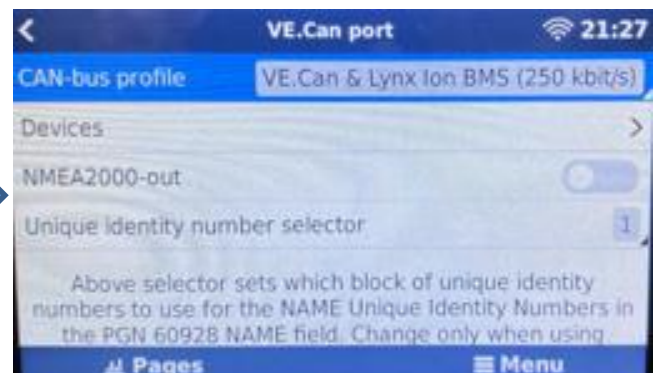 VE.Can port 21:27
CAN-bus profile VE.Can & Lynx Ion BMS (250 kbit/s)
Devices
NMEA2000-out
Unique identity number selector 1
Above selector sets which block of unique identity
numbers to use for the NAME Unique Identity Numbers in
the PGN 60928 NAME field. Change only when using
Pages Menu